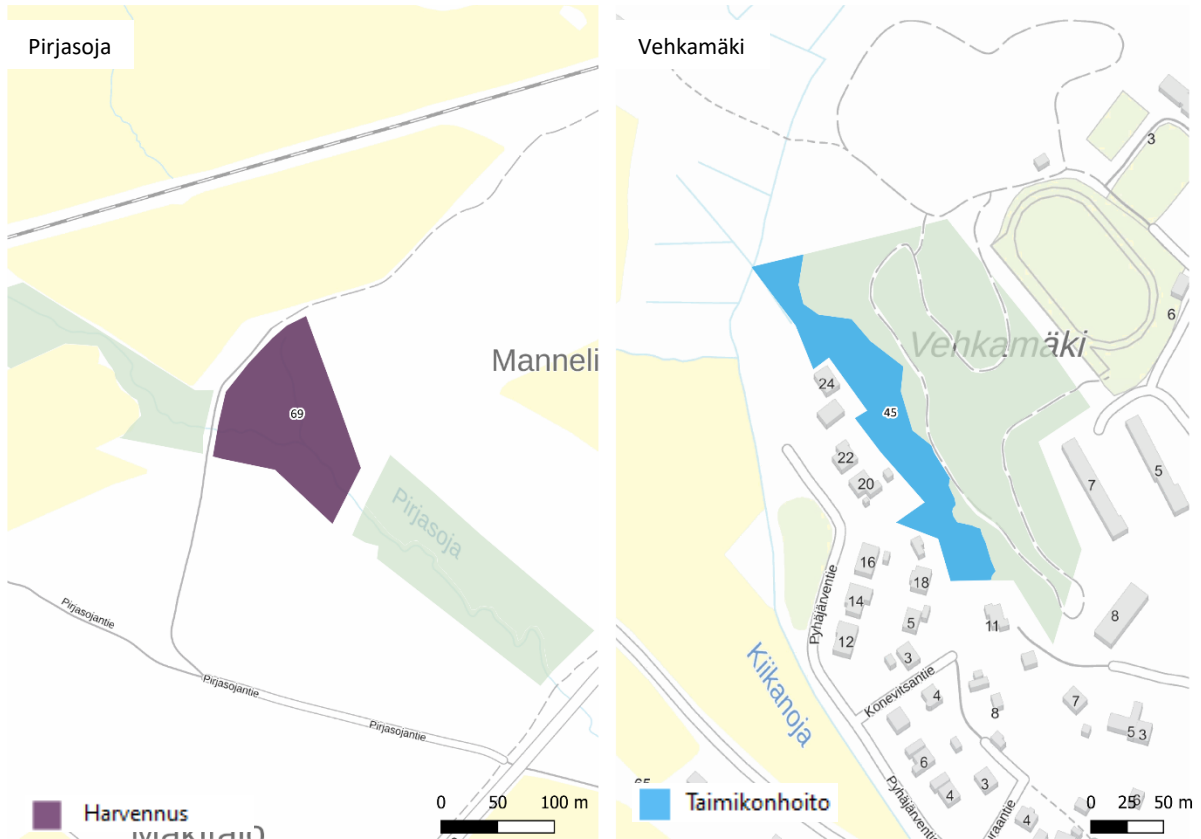 Pirjasoja
Manneli
69
Pirjasoja
Pirjasojantie
Pirjasojantie
Pirjasojantie
Harvennus
0 50 100 m
Vehkamäki
3
6
Vehkamäki
24
45
22
20
7
5
16
18
14
5
11
8
12
3
Pyhäjärventie
Konevitsantie
4
8
7
5 3
Kiikanoja
6
4
3
4
Pyhäjärventie
Taimikonhoito
0 25 50 m